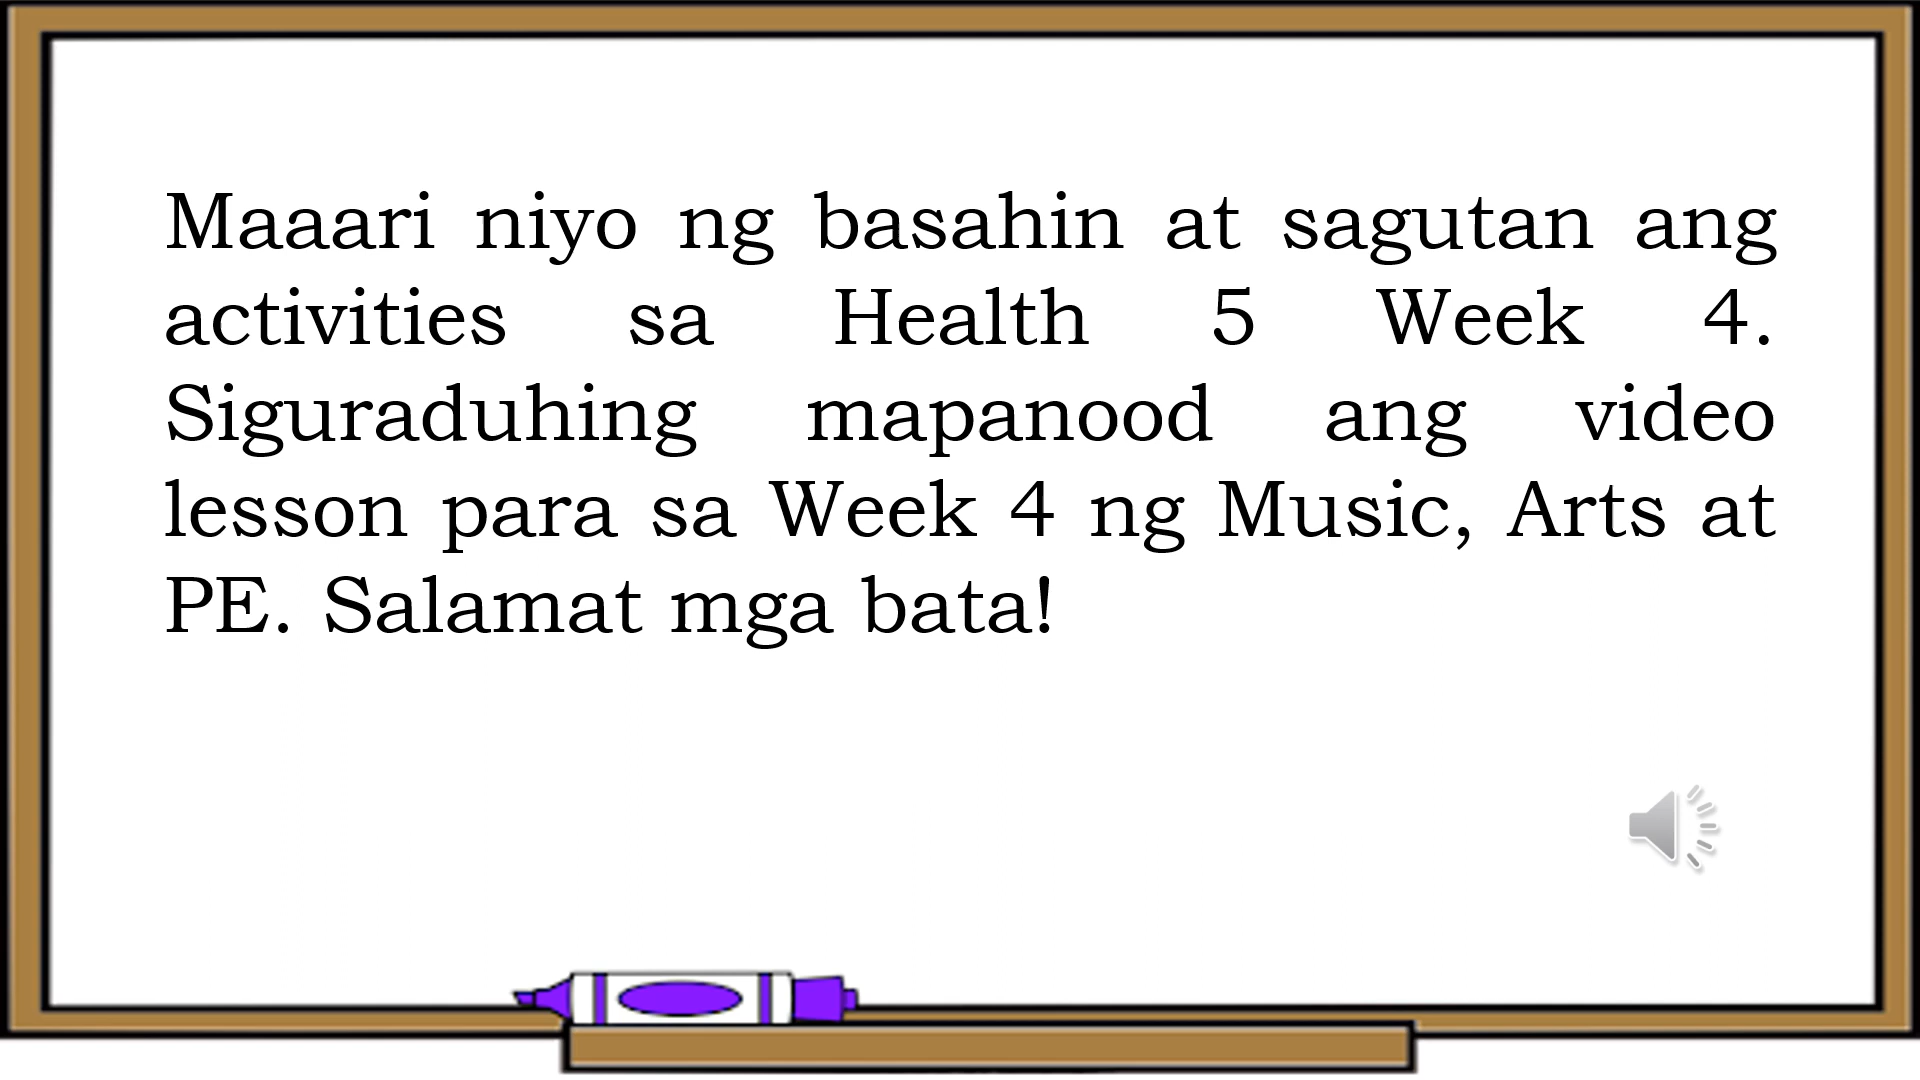 Maaari niyo ng basahin at sagutan ang
activities sa Health 5 Week 4.
Siguraduhing mapanood ang video
lesson para sa Week 4 ng Music, Arts at
PE. Salamat mga bata!